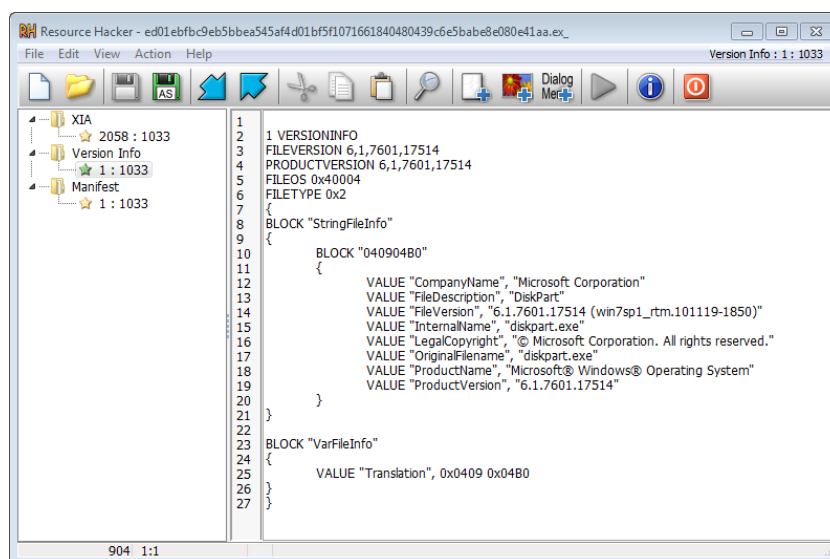 Resource Hacker - ed01ebfbc9eb5bbea545af4d01bf5f1071661840480439c6e5babe8e080e41aa.ex_
File Edit View Action Help
Version Info : 1 : 1033
AS
Dialog
Menu
XIA
2058 : 1033
Version Info
1 : 1033
Manifest
1 : 1033
1
2 1 VERSIONINFO
3 FILEVERSION 6,1,7601,17514
4 PRODUCTVERSION 6,1,7601,17514
5 FILEOS 0x40004
6 FILETYPE 0x2
7 {
8 BLOCK "StringFileInfo"
9 {
10 BLOCK "040904B0"
11 {
12 VALUE "CompanyName", "Microsoft Corporation"
13 VALUE "FileDescription", "DiskPart"
14 VALUE "FileVersion", "6.1.7601.17514 (win7sp1_rtm.101119-1850)"
15 VALUE "InternalName", "diskpart.exe"
16 VALUE "LegalCopyright", "© Microsoft Corporation. All rights reserved."
17 VALUE "OriginalFilename", "diskpart.exe"
18 VALUE "ProductName", "Microsoft® Windows® Operating System"
19 VALUE "ProductVersion", "6.1.7601.17514"
20 }
21 }
22
23 BLOCK "VarFileInfo"
24 {
25 VALUE "Translation", 0x0409 0x04B0
26 }
27 }
904 1:1